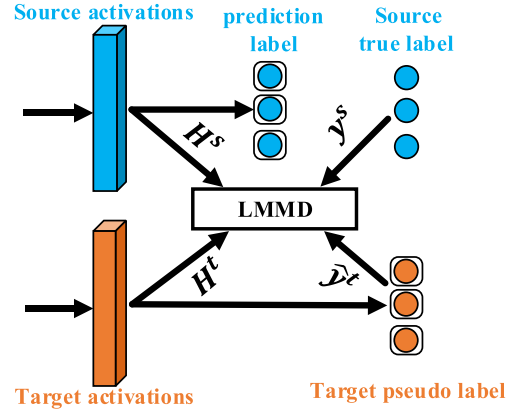 Source activations
prediction
label
Source
true label
H^s
y^s
LMMD
H^t
ŷ^t
Target activations
Target pseudo label